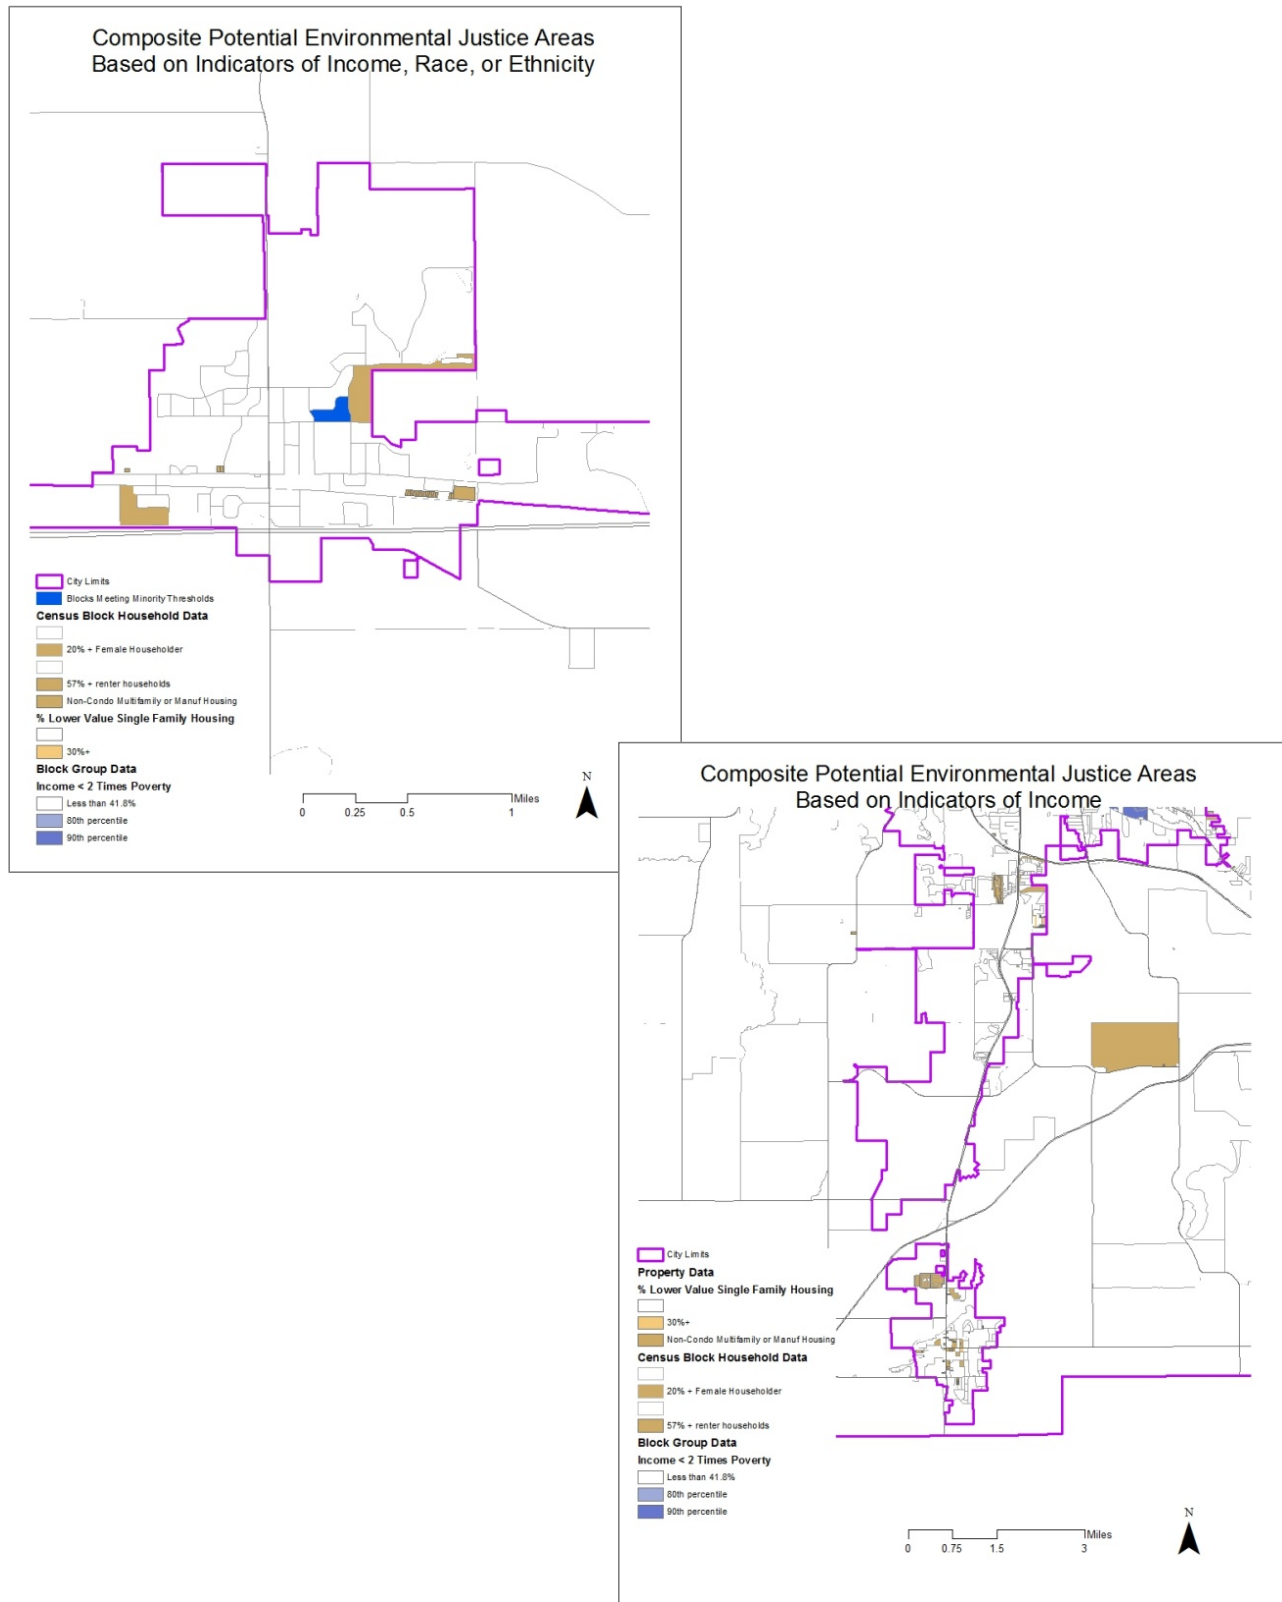 Composite Potential Environmental Justice Areas
Based on Indicators of Income, Race, or Ethnicity
City Limits
Blocks Meeting Minority Thresholds
Census Block Household Data
20% + Female Householder
57% + renter households
Non-Condo Multifamily or Manuf Housing
% Lower Value Single Family Housing
30%+
Block Group Data
Income < 2 Times Poverty
Less than 41.8%
80th percentile
90th percentile
N
Miles
0 0.25 0.5 1
Composite Potential Environmental Justice Areas
Based on Indicators of Income
City Limits
Property Data
% Lower Value Single Family Housing
30%+
Non-Condo Multifamily or Manuf Housing
Census Block Household Data
20% + Female Householder
57% + renter households
Block Group Data
Income < 2 Times Poverty
Less than 41.8%
80th percentile
90th percentile
N
Miles
0 0.75 1.5 3